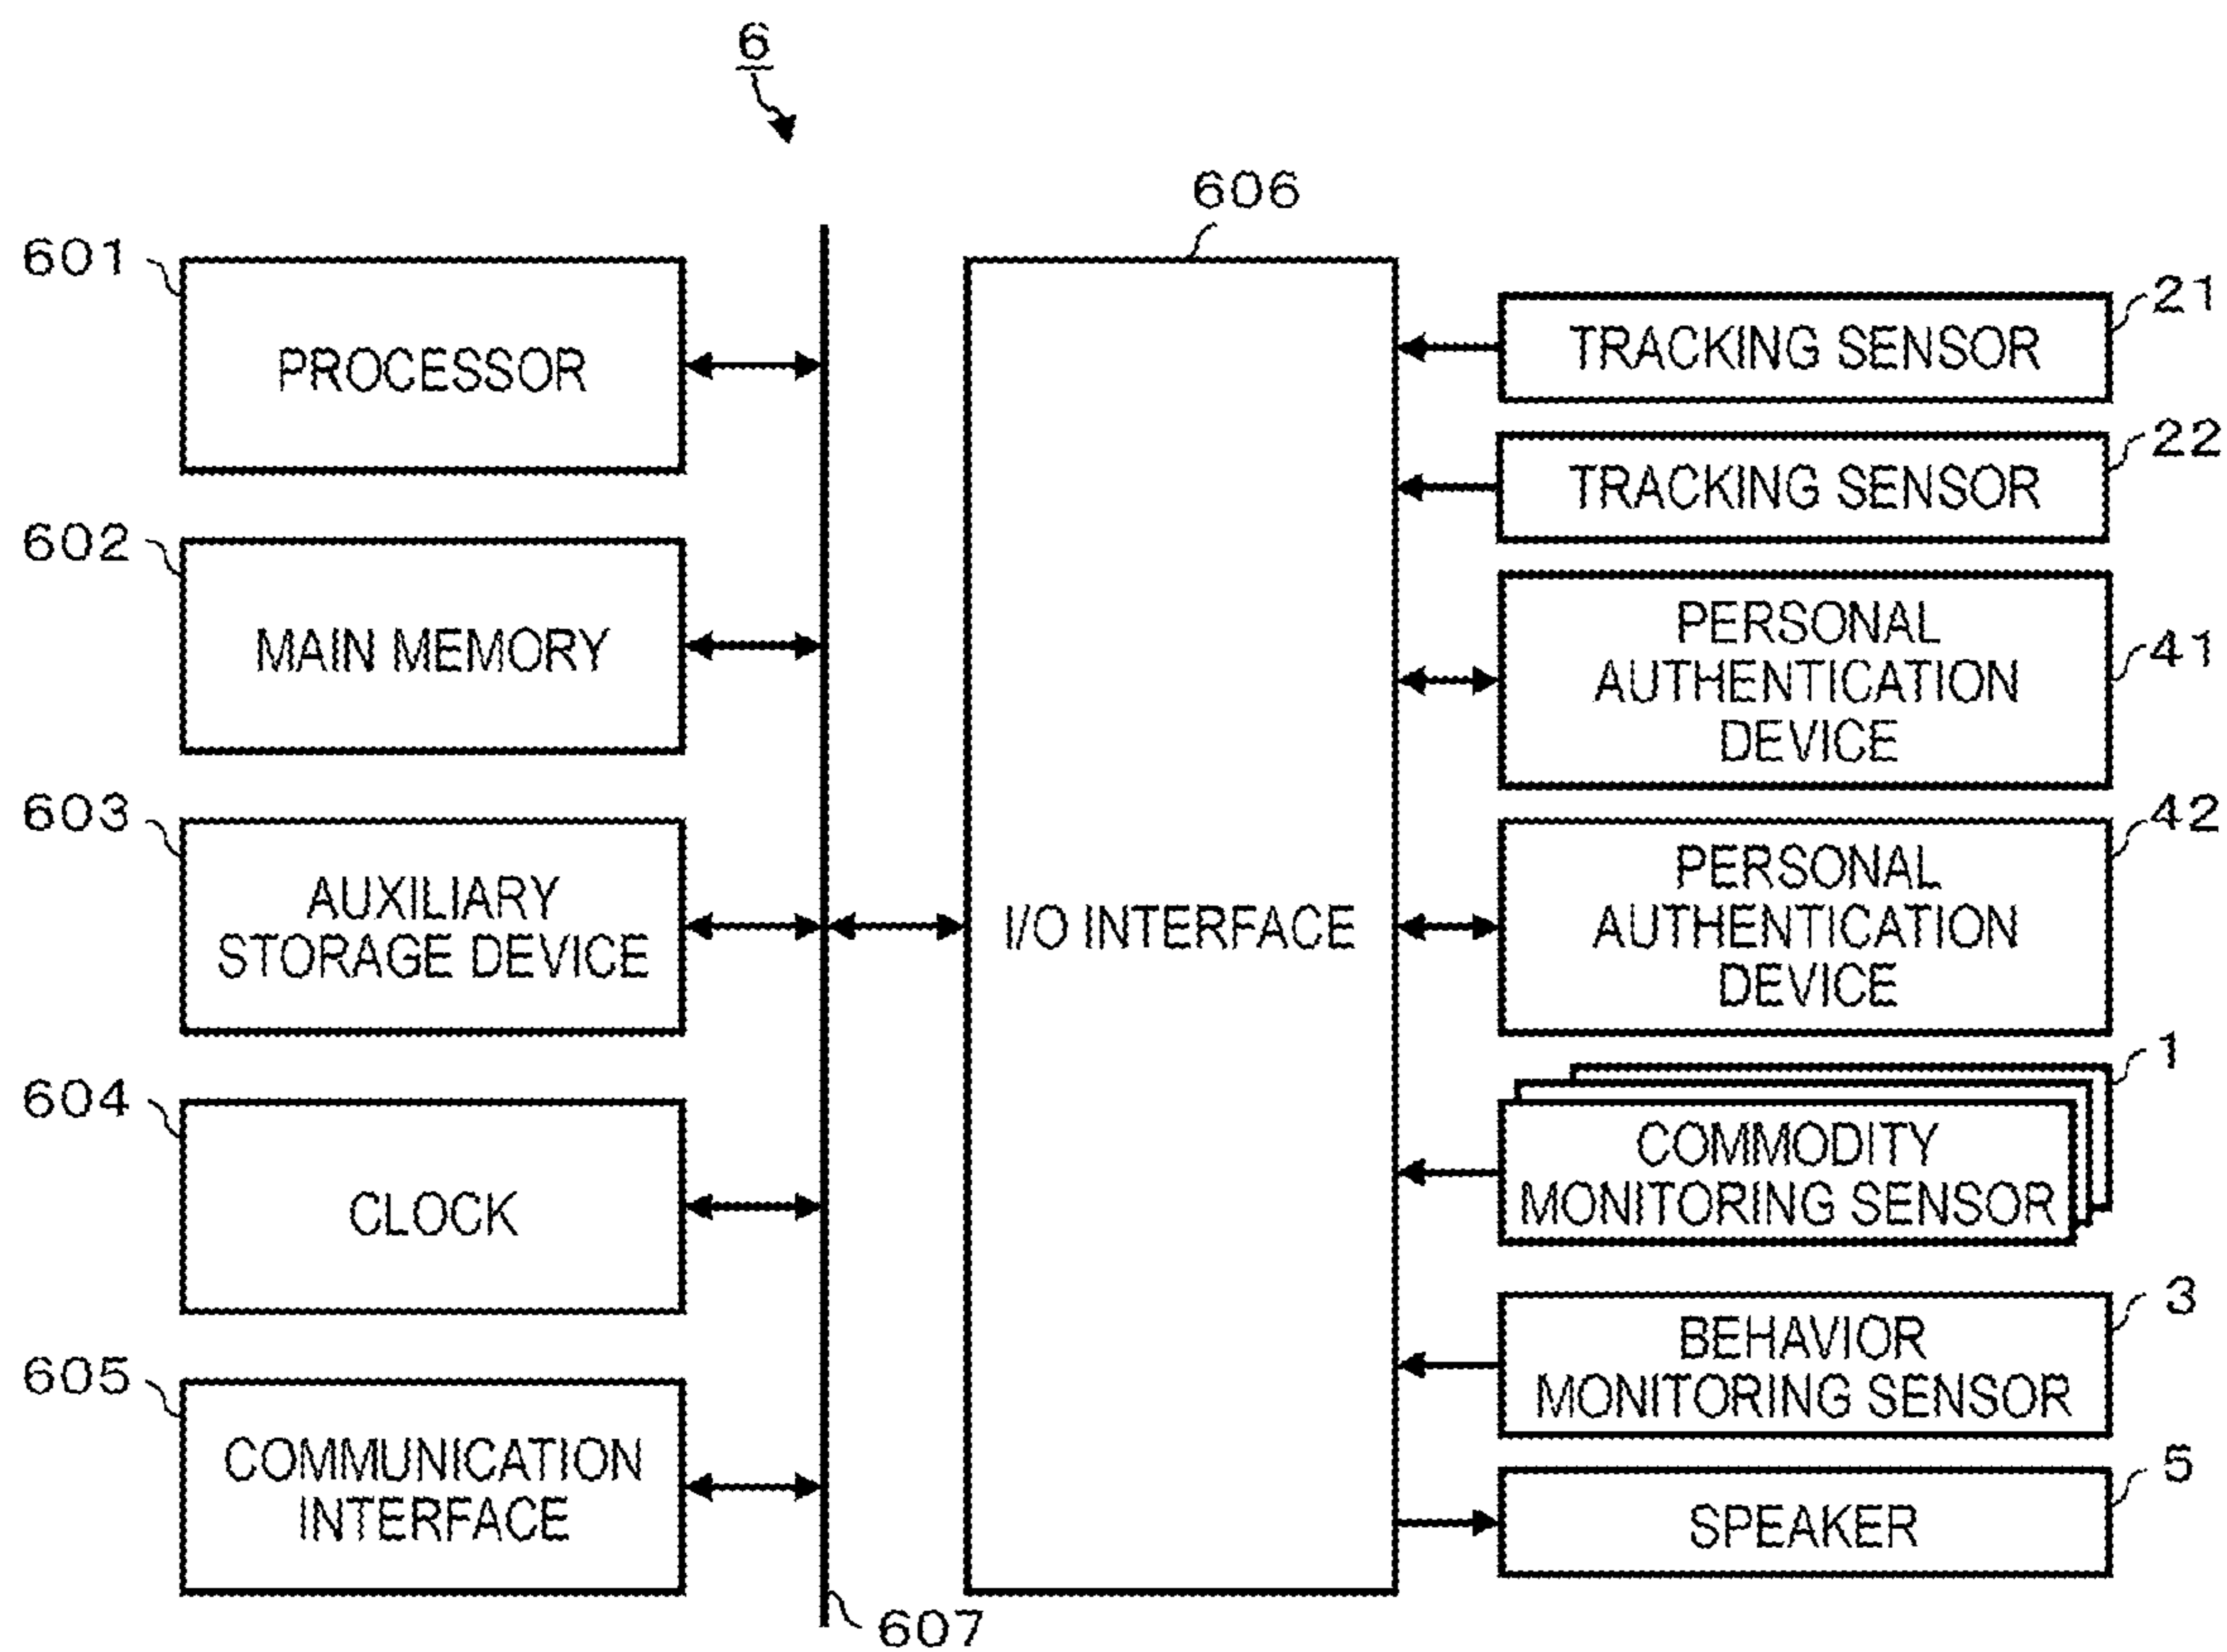 6
606
601
PROCESSOR
602
MAIN MEMORY
603
AUXILIARY
STORAGE DEVICE
604
CLOCK
605
COMMUNICATION
INTERFACE
607
I/O INTERFACE
21
TRACKING SENSOR
22
TRACKING SENSOR
41
PERSONAL
AUTHENTICATION
DEVICE
42
PERSONAL
AUTHENTICATION
DEVICE
1
COMMODITY
MONITORING SENSOR
3
BEHAVIOR
MONITORING SENSOR
5
SPEAKER